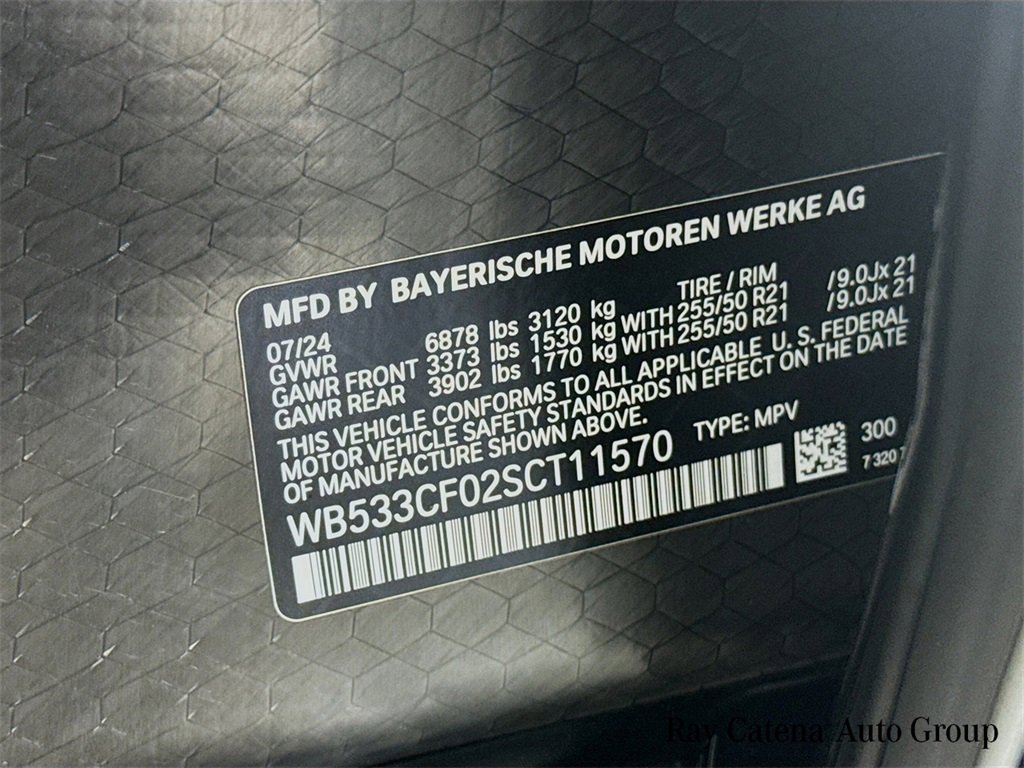 MFD BY BAYERISCHE MOTOREN WERKE AG
07/24 TIRE / RIM
GVWR 6878 lbs 3120 kg
GAWR FRONT 3373 lbs 1530 kg WITH 255/50 R21 /9.0Jx 21
GAWR REAR 3902 lbs 1770 kg WITH 255/50 R21 /9.0Jx 21
THIS VEHICLE CONFORMS TO ALL APPLICABLE U. S. FEDERAL
MOTOR VEHICLE SAFETY STANDARDS IN EFFECT ON THE DATE
OF MANUFACTURE SHOWN ABOVE.
WB533CF02SCT11570 TYPE: MPV 300
7 320 7
Ray Catena Auto Group